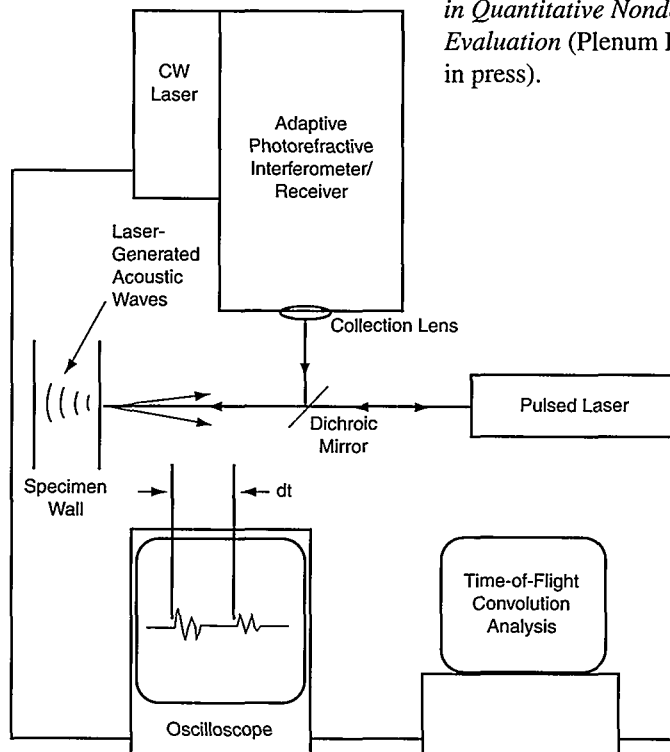 in Quantitative Nond
Evaluation (Plenum
in press).
CW
Laser
Adaptive
Photorefractive
Interferometer/
Receiver
Laser-
Generated
Acoustic
Waves
Collection Lens
Pulsed Laser
Dichroic
Mirror
Specimen
Wall
dt
Time-of-Flight
Convolution
Analysis
Oscilloscope